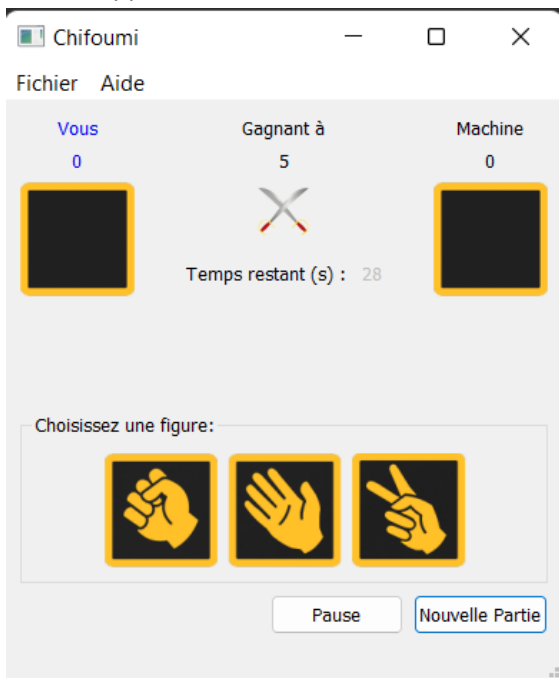 Chifoumi
Fichier Aide
Vous Gagnant à Machine
0 5 0
Temps restant (s) : 28
Choisissez une figure:
Pause Nouvelle Partie